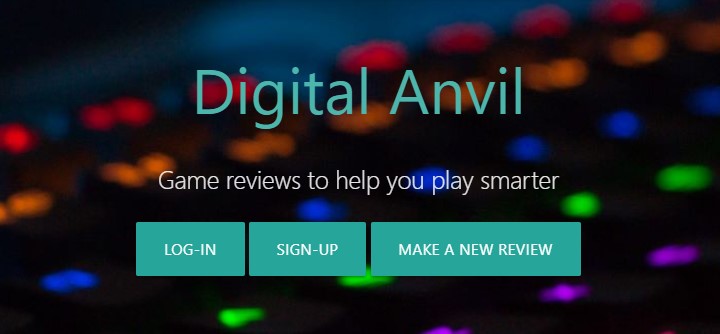 Digital Anvil
Game reviews to help you play smarter
LOG-IN SIGN-UP MAKE A NEW REVIEW